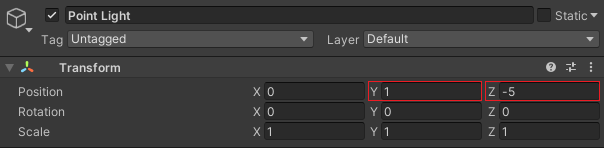 Point Light Static
Tag Untagged Layer Default
Transform
Position X 0 Y 1 Z -5
Rotation X 0 Y 0 Z 0
Scale X 1 Y 1 Z 1